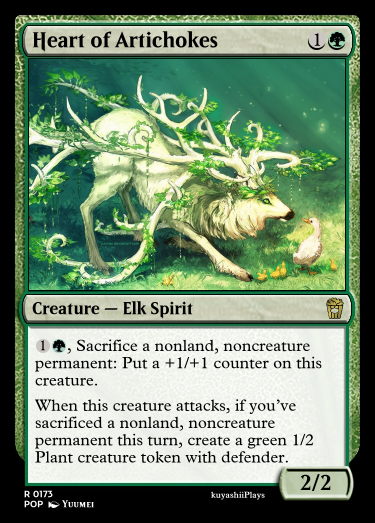 Heart of Artichokes 1
Creature — Elk Spirit
1 , Sacrifice a nonland, noncreature
permanent: Put a +1/+1 counter on this
creature.
When this creature attacks, if you've
sacrificed a nonland, noncreature
permanent this turn, create a green 1/2
Plant creature token with defender.
2/2
R 0173
POP Yuumei
kuyashiiPlays